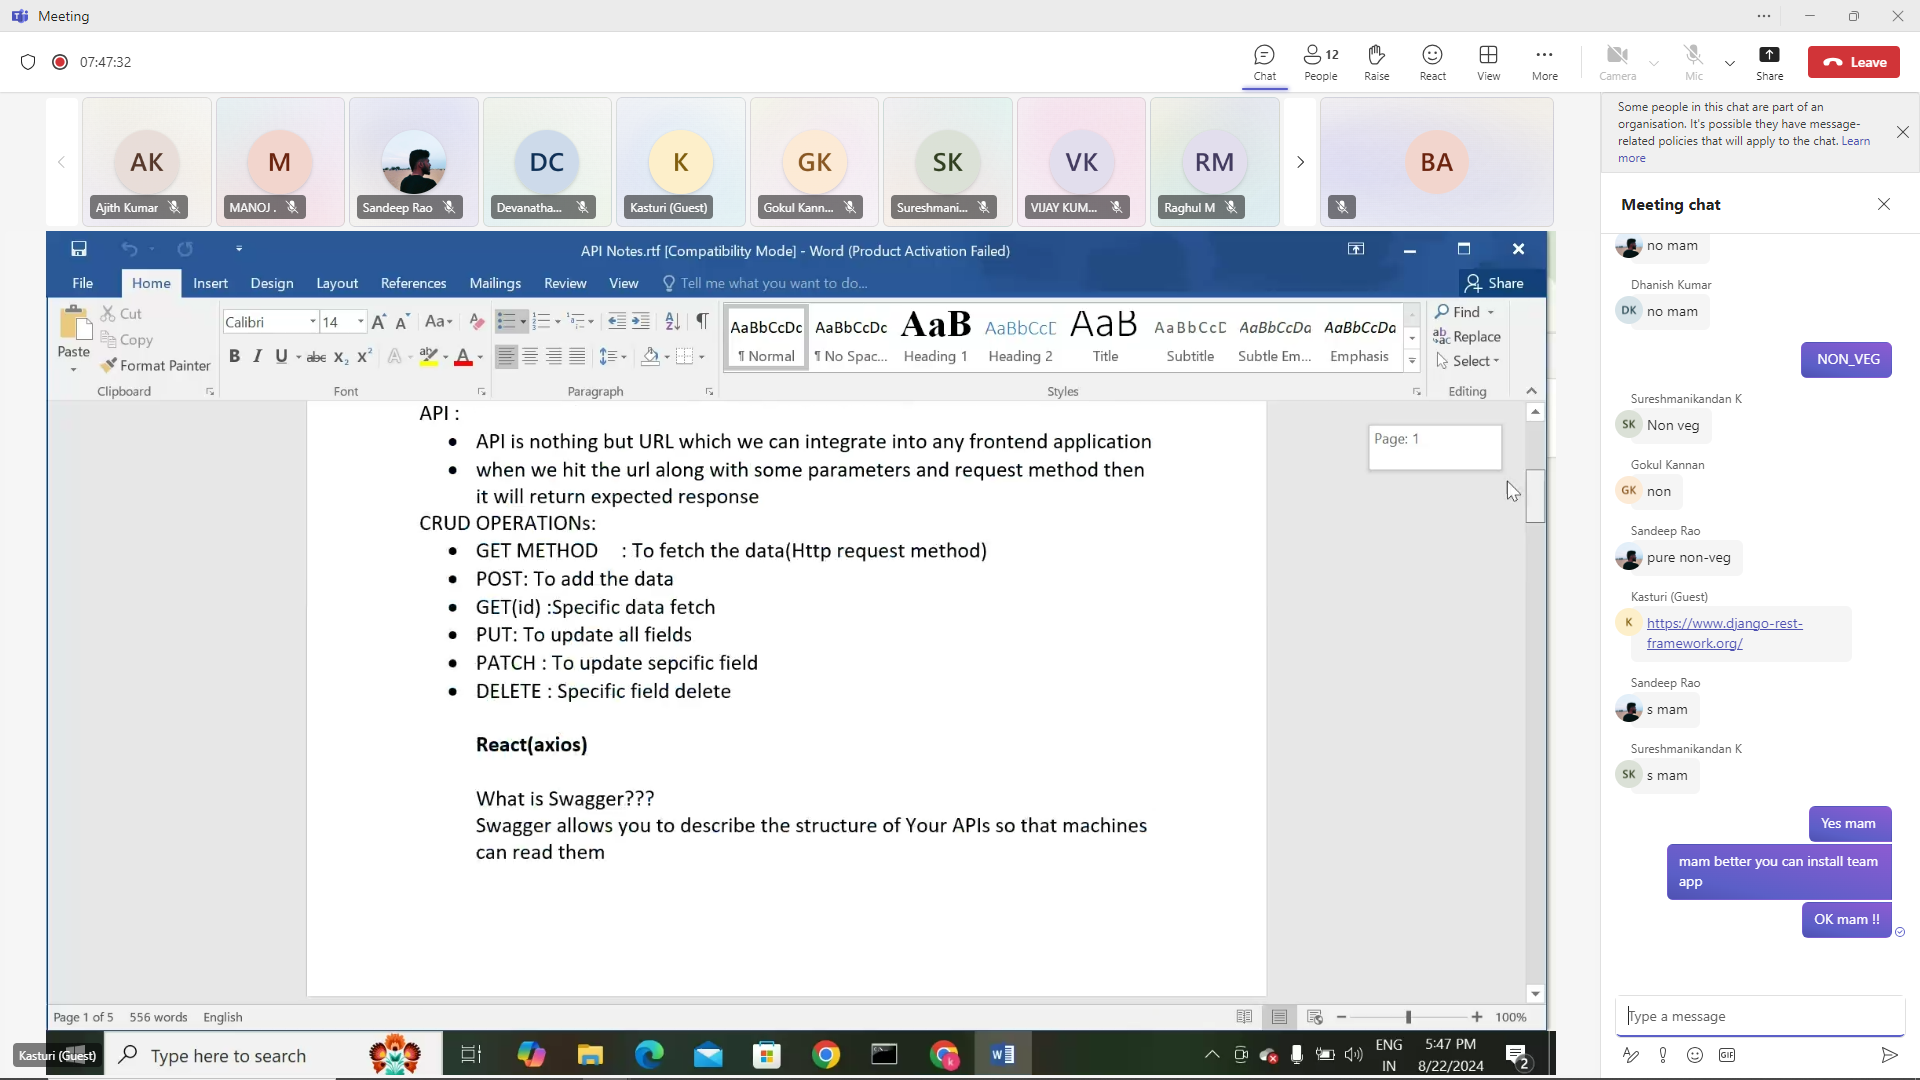 Meeting
07:47:32
Chat
People 12
Raise
React
View
More
Camera
Mic
Share
Leave
AK
M
DC
K
GK
SK
VK
RM
BA
Ajith Kumar
MANOJ .
Sandeep Rao
Devanatha...
Kasturi (Guest)
Gokul Kann...
Sureshmani...
VIJAY KUM...
Raghul M
API Notes.rtf [Compatibility Mode] - Word (Product Activation Failed)
File Home Insert Design Layout References Mailings Review View Tell me what you want to do... Share
Paste
Cut
Copy
Format Painter
Clipboard
Calibri 14
Font
Paragraph
AaBbCcDc AaBbCcDc AaB AaBbCcD AaB AaBbCcD AaBbCcDa AaBbCcDa
¶ Normal ¶ No Spac... Heading 1 Heading 2 Title Subtitle Subtle Em... Emphasis
Styles
Find
Replace
Select
Editing
API :
• API is nothing but URL which we can integrate into any frontend application
• when we hit the url along with some parameters and request method then
it will return expected response
CRUD OPERATIONs:
• GET METHOD : To fetch the data(Http request method)
• POST: To add the data
• GET(id) :Specific data fetch
• PUT: To update all fields
• PATCH : To update sepcific field
• DELETE : Specific field delete
React(axios)
What is Swagger???
Swagger allows you to describe the structure of Your APIs so that machines
can read them
Page: 1
Page 1 of 5 556 words English
100%
Kasturi (Guest)
Type here to search
ENG
IN
5:47 PM
8/22/2024
2
Some people in this chat are part of an
organisation. It's possible they have message-
related policies that will apply to the chat. Learn
more
Meeting chat
no mam
Dhanish Kumar
DK no mam
NON_VEG
Sureshmanikandan K
SK Non veg
Gokul Kannan
GK non
Sandeep Rao
pure non-veg
Kasturi (Guest)
K https://www.django-rest-
framework.org/
Sandeep Rao
s mam
Sureshmanikandan K
SK s mam
Yes mam
mam better you can install team
app
OK mam !!
Type a message
GIF